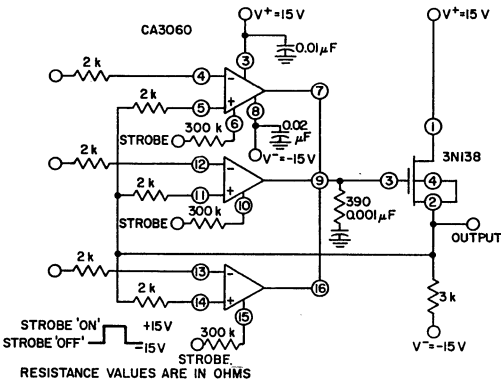 V+=15 V
V+=15 V
CA3060
0.01µF
3
2 k
4
−
7
2 k
5
+
8
1
STROBE
300 k
6
0.02
µF
3N138
2 k
12
−
V−=−15 V
9
3
4
2 k
11
+
10
390
0.001µF
2
STROBE
300 k
OUTPUT
2 k
13
−
16
2 k
14
+
15
3 k
STROBE 'ON'
+15V
STROBE 'OFF'
−15V
300 k
STROBE
V−=−15 V
RESISTANCE VALUES ARE IN OHMS